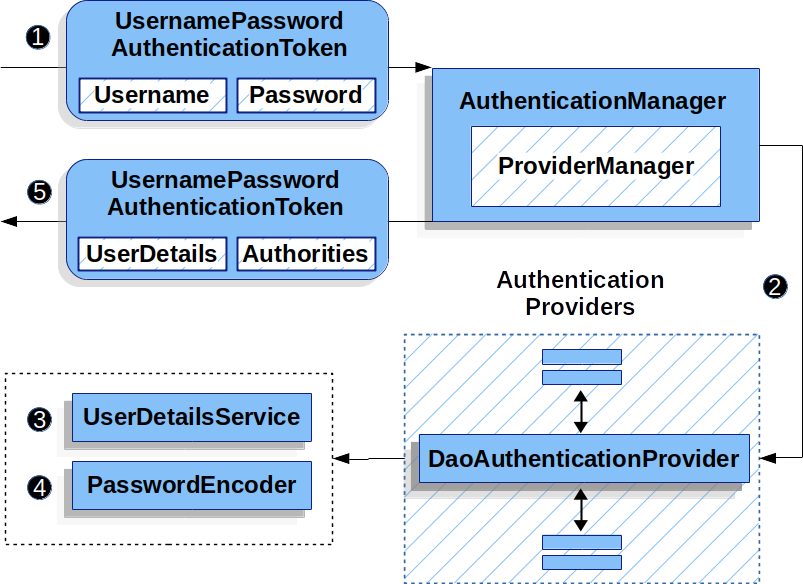 1
UsernamePassword
AuthenticationToken
Username
Password
AuthenticationManager
ProviderManager
5
UsernamePassword
AuthenticationToken
UserDetails
Authorities
2
Authentication
Providers
3
UserDetailsService
DaoAuthenticationProvider
4
PasswordEncoder